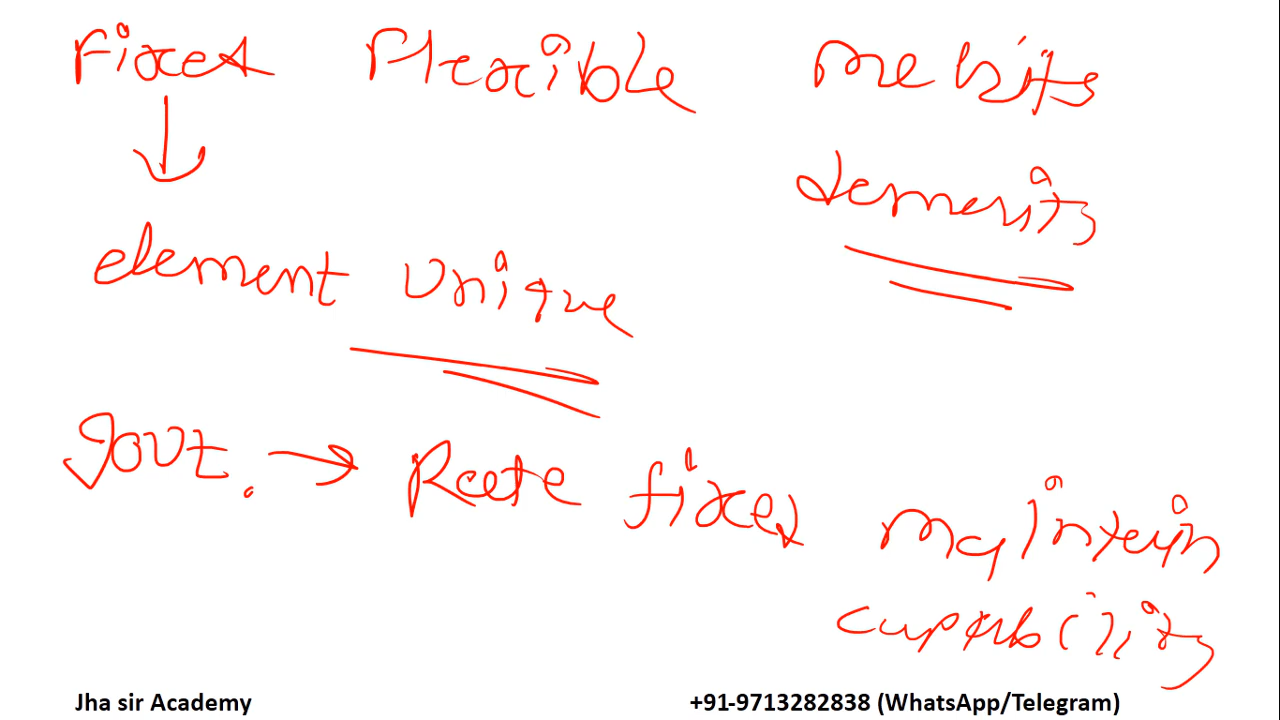 Fixed Flexible merits
demerits
element unique
govt. → Rate fixed maintain
capability
Jha sir Academy +91-9713282838 (WhatsApp/Telegram)